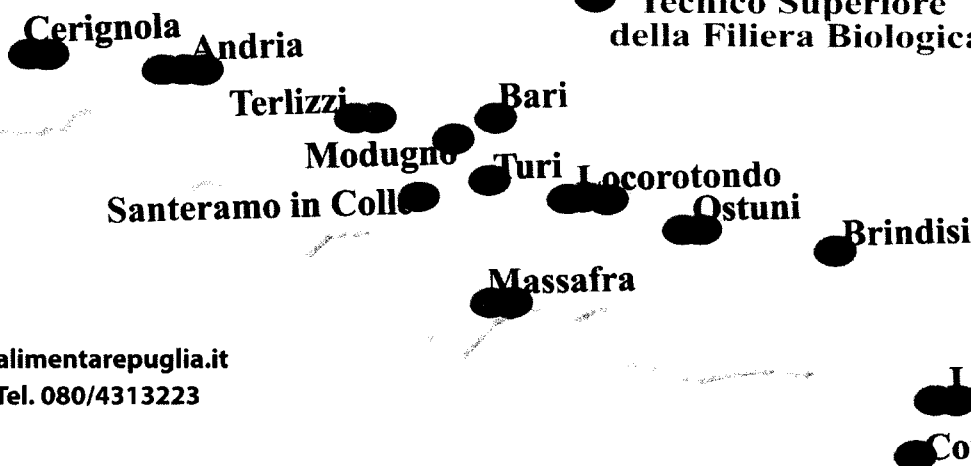 Tecnico Superiore
della Filiera Biologica
Cerignola
Andria
Terlizzi
Bari
Modugno
Turi
Locorotondo
Santeramo in Colle
Ostuni
Brindisi
Massafra
alimentarepuglia.it
Tel. 080/4313223